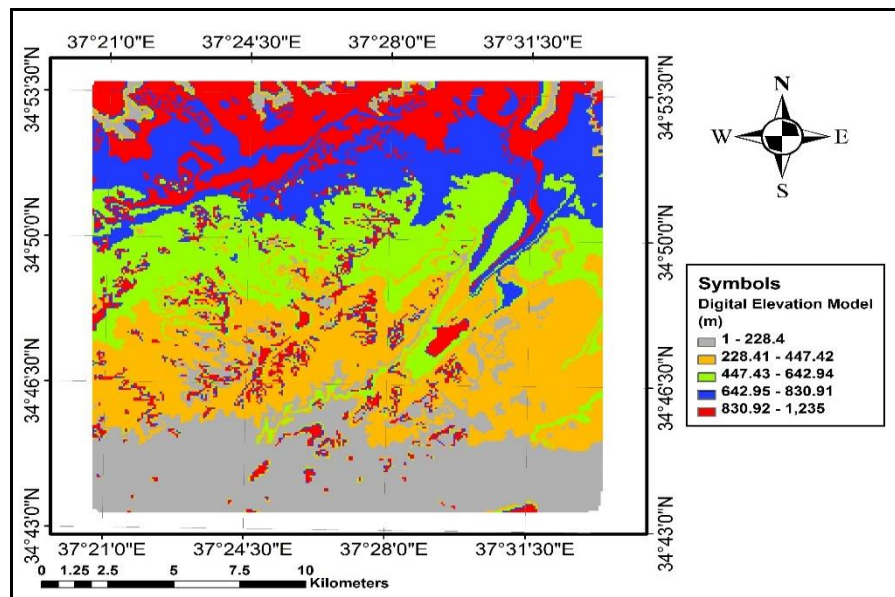 37°21'0"E 37°24'30"E 37°28'0"E 37°31'30"E
34°53'30"N 34°53'30"N
N
W E
S
34°50'0"N 34°50'0"N
Symbols
Digital Elevation Model
(m)
1 - 228.4
228.41 - 447.42
447.43 - 642.94
642.95 - 830.91
830.92 - 1,235
34°46'30"N 34°46'30"N
34°43'0"N 34°43'0"N
37°21'0"E 37°24'30"E 37°28'0"E 37°31'30"E
0 1.25 2.5 5 7.5 10
Kilometers